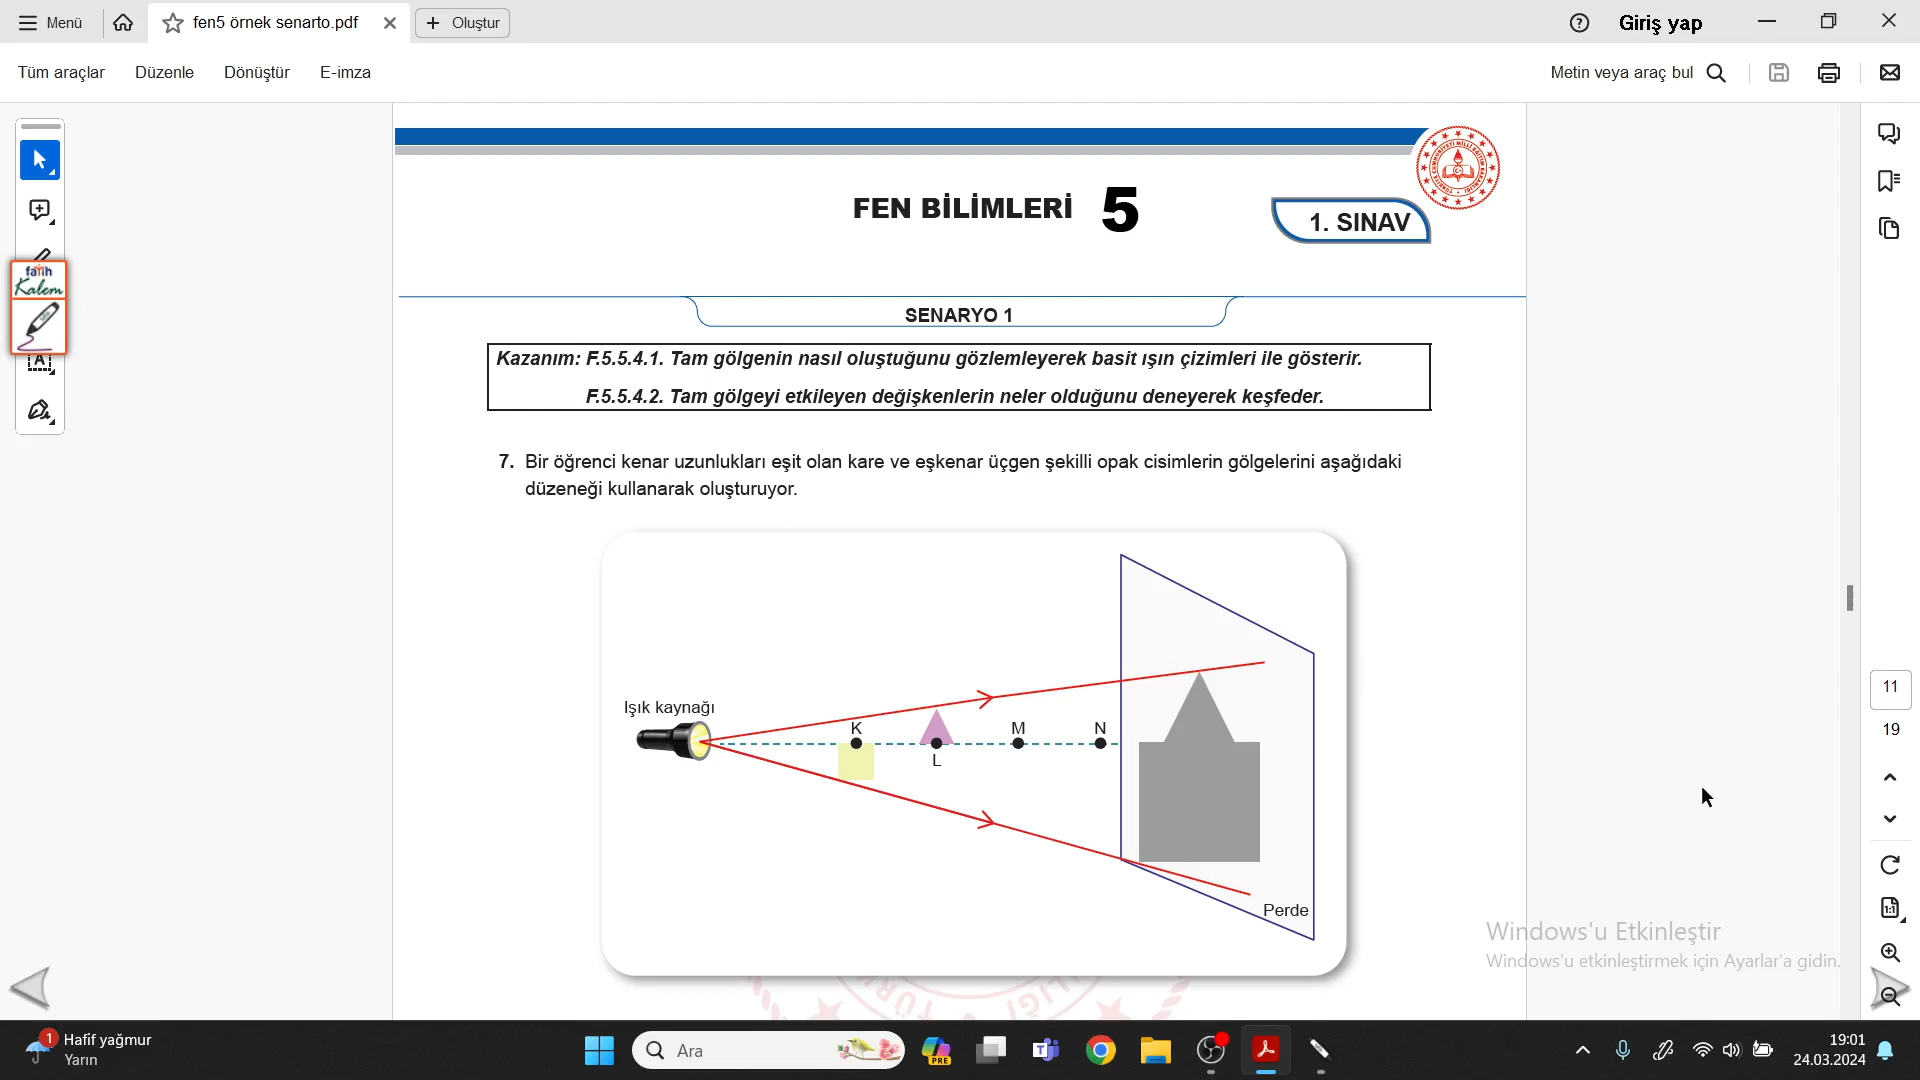 Menü
fen5 örnek senarto.pdf
Oluştur
Giriş yap
Tüm araçlar
Düzenle
Dönüştür
E-imza
Metin veya araç bul
fatih
Kalem
FEN BİLİMLERİ 5
1. SINAV
SENARYO 1
Kazanım: F.5.5.4.1. Tam gölgenin nasıl oluştuğunu gözlemleyerek basit ışın çizimleri ile gösterir.
F.5.5.4.2. Tam gölgeyi etkileyen değişkenlerin neler olduğunu deneyerek keşfeder.
7. Bir öğrenci kenar uzunlukları eşit olan kare ve eşkenar üçgen şekilli opak cisimlerin gölgelerini aşağıdaki
düzeneği kullanarak oluşturuyor.
Işık kaynağı
K
L
M
N
Perde
11
19
1:1
Windows'u Etkinleştir
Windows'u etkinleştirmek için Ayarlar'a gidin.
1
Hafif yağmur
Yarın
Ara
PRE
19:01
24.03.2024